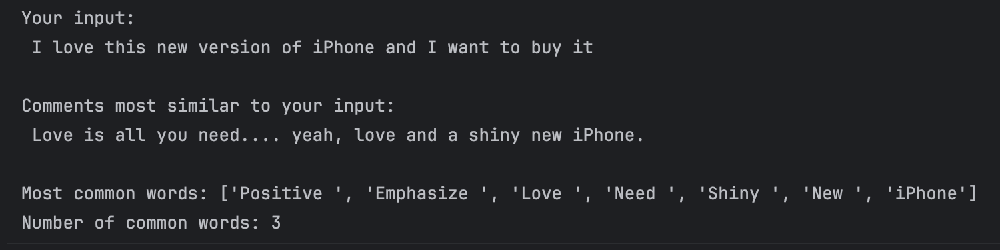 Your input:
I love this new version of iPhone and I want to buy it
Comments most similar to your input:
Love is all you need.... yeah, love and a shiny new iPhone.
Most common words: ['Positive ', 'Emphasize ', 'Love ', 'Need ', 'Shiny ', 'New ', 'iPhone']
Number of common words: 3